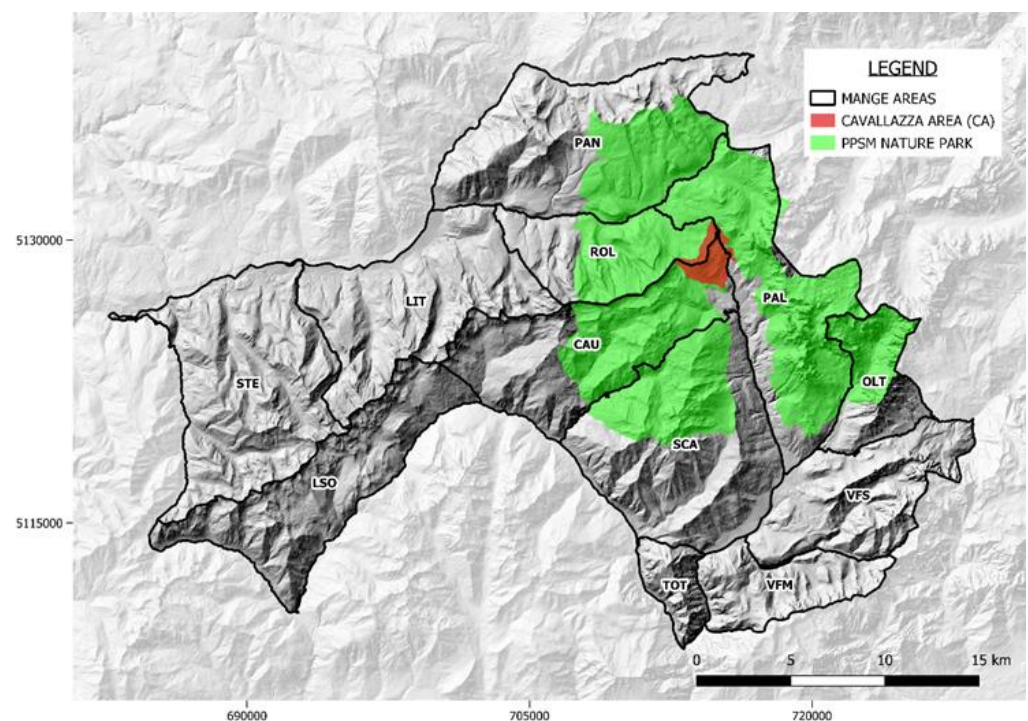 LEGEND
MANGE AREAS
CAVALLAZZA AREA (CA)
PPSM NATURE PARK
PAN
5130000
ROL
LIT
PAL
CAU
STE
OLT
SCA
LSO
VFS
5115000
TOT
VFM
0 5 10 15 km
690000 705000 720000